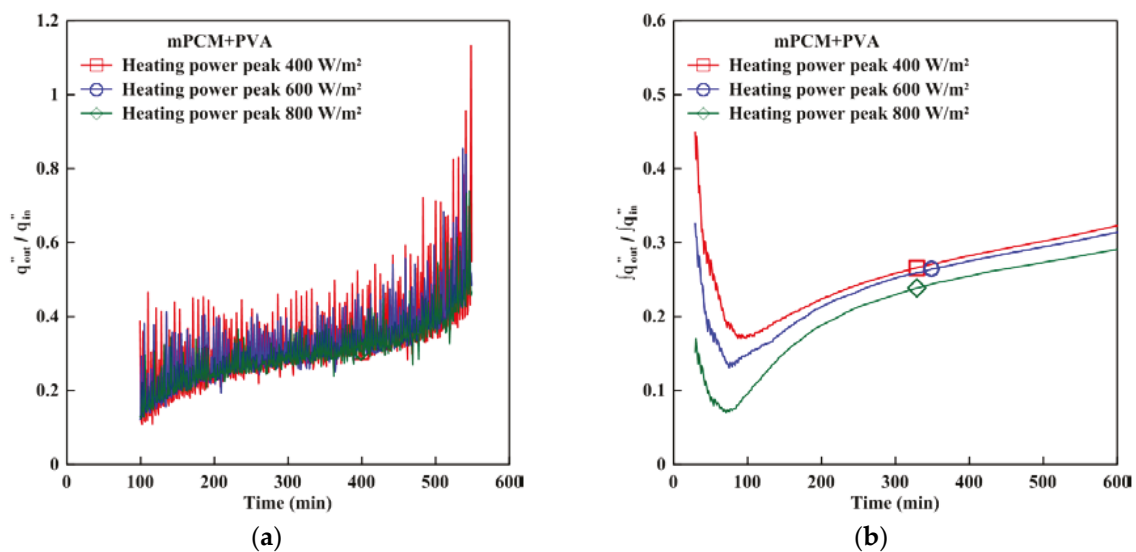 1.2
1
0.8
0.6
0.4
0.2
0
q"out / q"in
mPCM+PVA
Heating power peak 400 W/m²
Heating power peak 600 W/m²
Heating power peak 800 W/m²
0 100 200 300 400 500 600
Time (min)
(a)
0.6
0.5
0.4
0.3
0.2
0.1
0
∫q"out / ∫q"in
mPCM+PVA
Heating power peak 400 W/m²
Heating power peak 600 W/m²
Heating power peak 800 W/m²
0 100 200 300 400 500 600
Time (min)
(b)